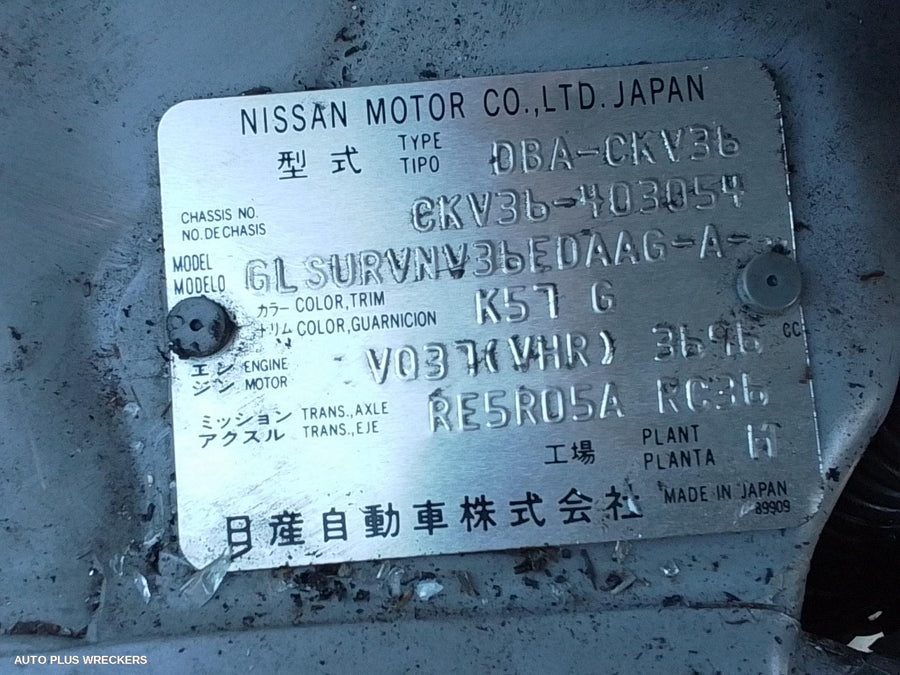 NISSAN MOTOR CO.,LTD. JAPAN
型式 TYPE TIPO DBA-CKV36
CHASSIS NO. NO. DE CHASIS CKV36-403054
MODEL MODELO GLSURVNV36EDAAG-A-
カラー COLOR,TRIM
トリム COLOR,GUARNICION K57 G
エンジン ENGINE MOTOR VQ37(VHR) 3696 CC
ミッション TRANS.,AXLE
アクスル TRANS.,EJE RE5R05A RC36
工場 PLANT PLANTA W
日産自動車株式会社 MADE IN JAPAN
89909
AUTO PLUS WRECKERS